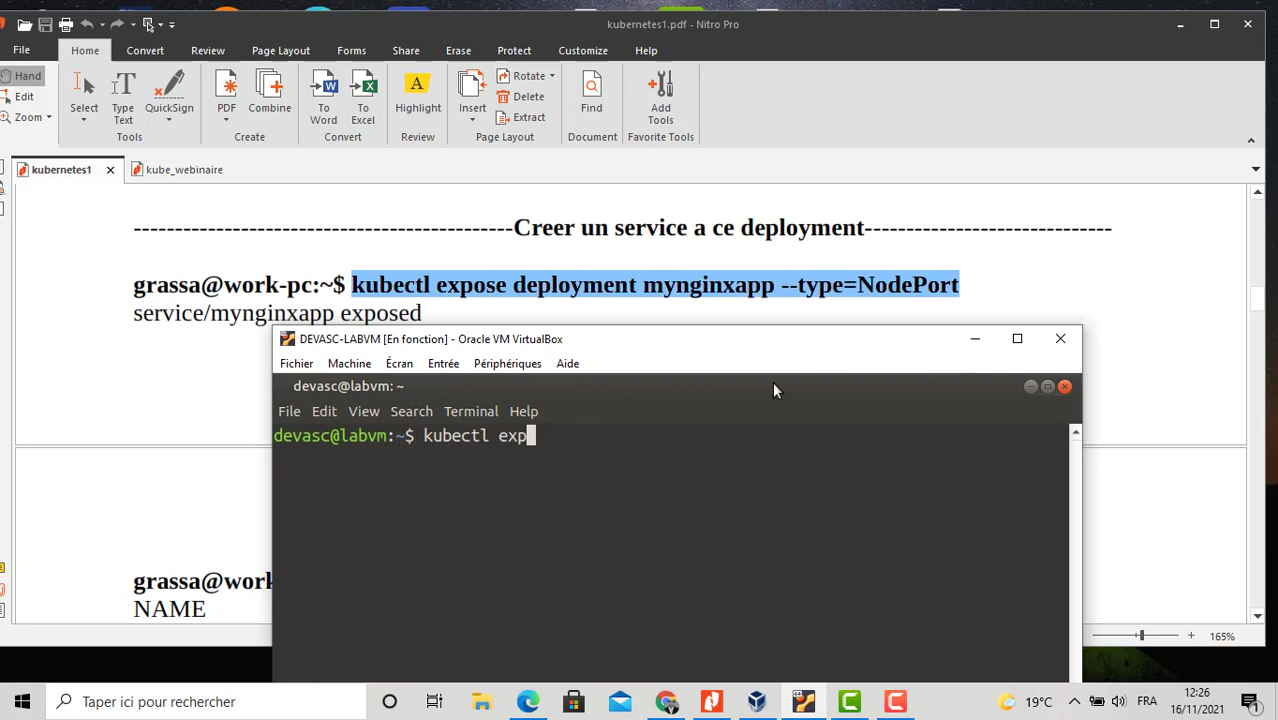 kubernetes1.pdf - Nitro Pro
File Home Convert Review Page Layout Forms Share Erase Protect Customize Help
Hand
Edit
Zoom
Select
Type Text
QuickSign
Tools
PDF
Combine
Create
To Word
To Excel
Convert
Highlight
Review
Insert
Rotate
Delete
Extract
Page Layout
Find
Document
Add Tools
Favorite Tools
kubernetes1
kube_webinaire
----------------------------------------------Creer un service a ce deployment------------------------------
grassa@work-pc:~$ kubectl expose deployment mynginxapp --type=NodePort
service/mynginxapp exposed
DEVASC-LABVM [En fonction] - Oracle VM VirtualBox
Fichier Machine Écran Entrée Périphériques Aide
devasc@labvm: ~
File Edit View Search Terminal Help
devasc@labvm:~$ kubectl exp
grassa@work
NAME
165%
Taper ici pour rechercher
19°C
FRA
12:26
16/11/2021
1